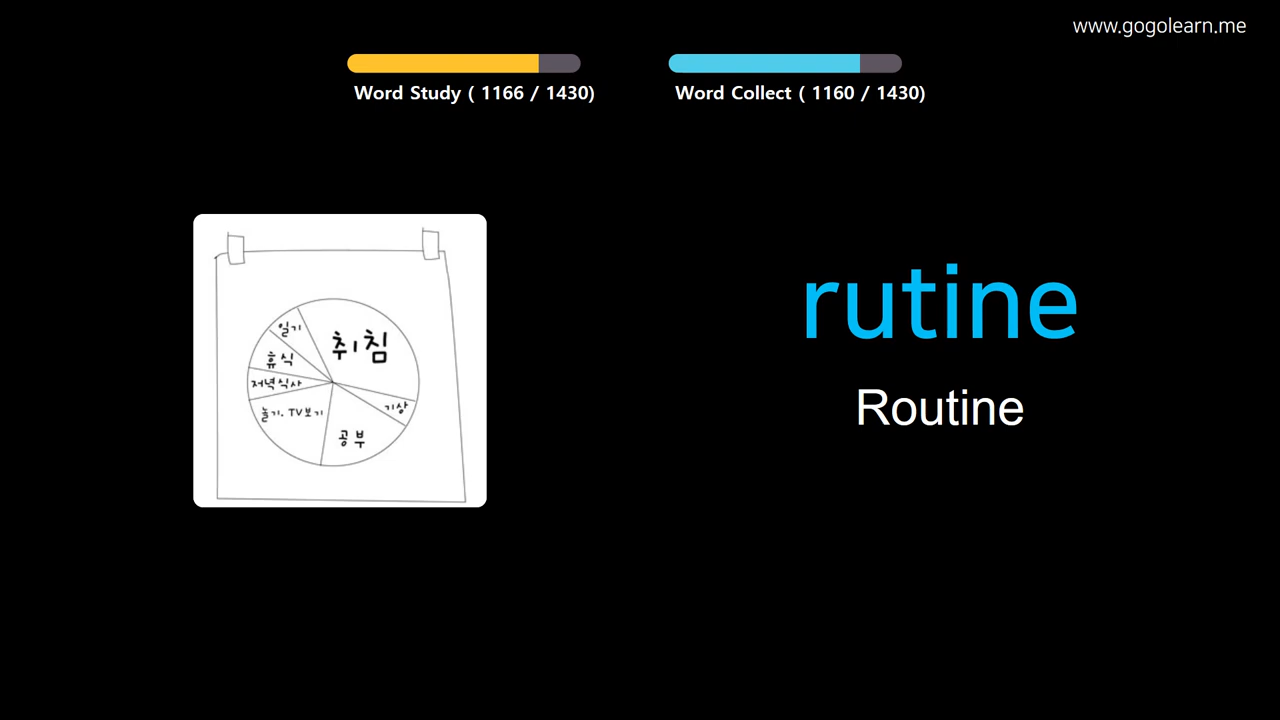 www.gogolearn.me
Word Study ( 1166 / 1430)
Word Collect ( 1160 / 1430)
일기
취침
휴식
저녁식사
놀기. TV보기
기상
공부
rutine
Routine